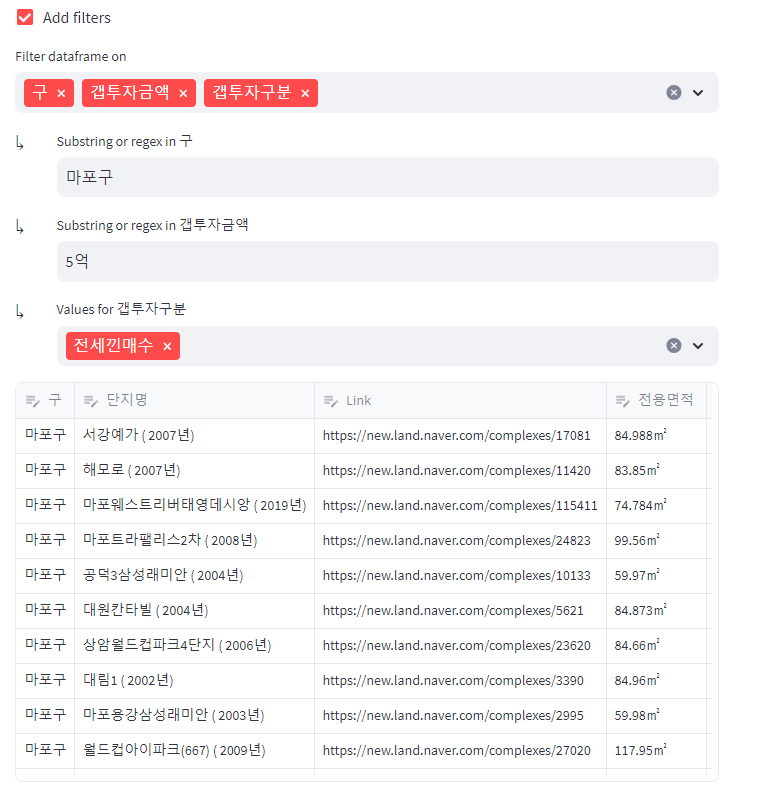 Add filters
Filter dataframe on
구 × 갭투자금액 × 갭투자구분 ×
↳ Substring or regex in 구
마포구
↳ Substring or regex in 갭투자금액
5억
↳ Values for 갭투자구분
전세낀매수 ×
구 단지명 Link 전용면적
마포구 서강예가 ( 2007년) https://new.land.naver.com/complexes/17081 84.988㎡
마포구 해모로 ( 2007년) https://new.land.naver.com/complexes/11420 83.85㎡
마포구 마포웨스트리버태영데시앙 ( 2019년) https://new.land.naver.com/complexes/115411 74.784㎡
마포구 마포트라팰리스2차 ( 2008년) https://new.land.naver.com/complexes/24823 99.56㎡
마포구 공덕3삼성래미안 ( 2004년) https://new.land.naver.com/complexes/10133 59.97㎡
마포구 대원칸타빌 ( 2004년) https://new.land.naver.com/complexes/5621 84.873㎡
마포구 상암월드컵파크4단지 ( 2006년) https://new.land.naver.com/complexes/23620 84.66㎡
마포구 대림1 ( 2002년) https://new.land.naver.com/complexes/3390 84.96㎡
마포구 마포용강삼성래미안 ( 2003년) https://new.land.naver.com/complexes/2995 59.98㎡
마포구 월드컵아이파크(667) ( 2009년) https://new.land.naver.com/complexes/27020 117.95㎡